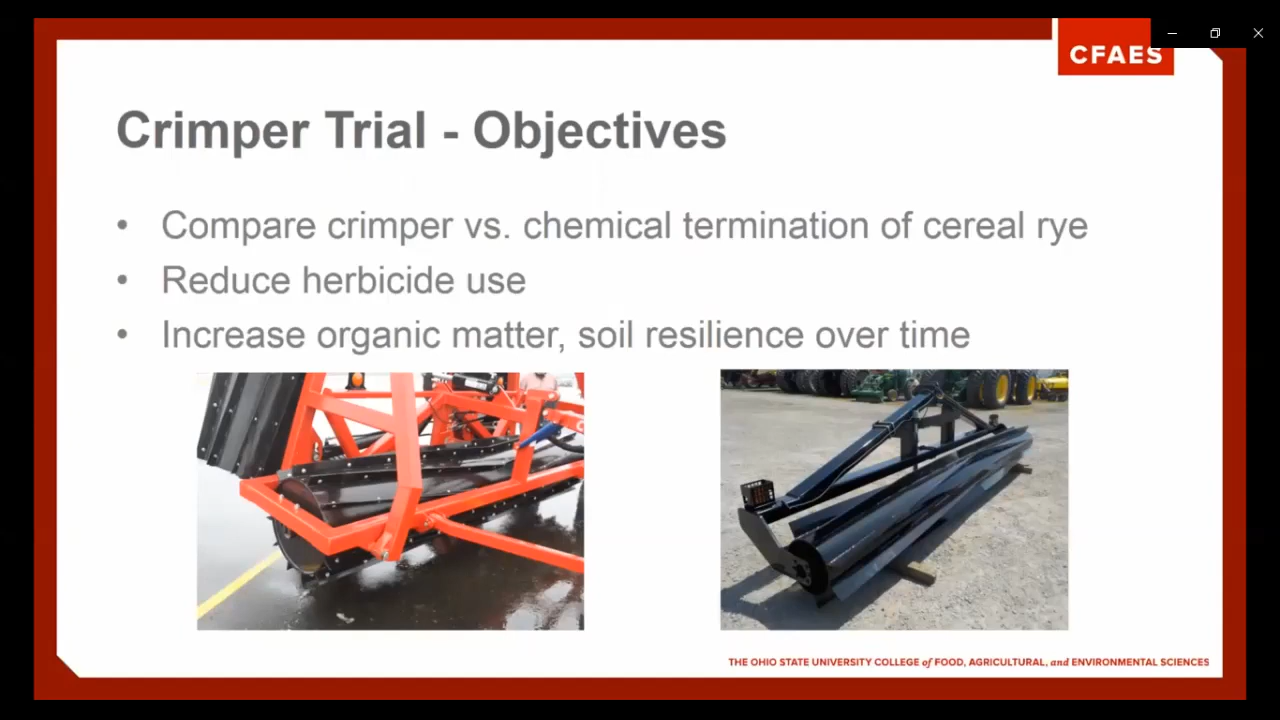 CFAES
Crimper Trial - Objectives
• Compare crimper vs. chemical termination of cereal rye
• Reduce herbicide use
• Increase organic matter, soil resilience over time
THE OHIO STATE UNIVERSITY COLLEGE of FOOD, AGRICULTURAL, and ENVIRONMENTAL SCIENCES